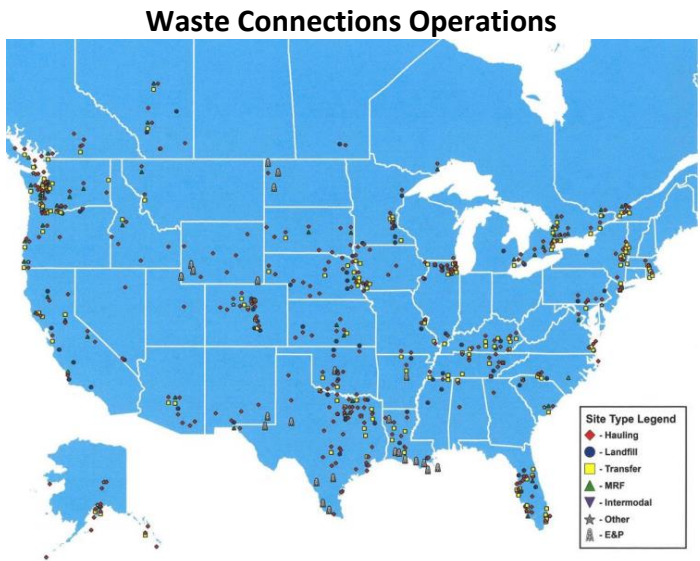 Waste Connections Operations
Site Type Legend
- Hauling
- Landfill
- Transfer
- MRF
- Intermodal
- Other
- E&P